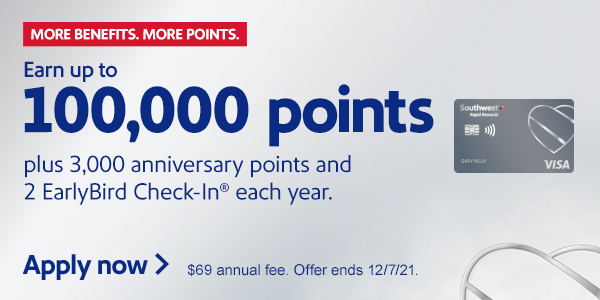 MORE BENEFITS. MORE POINTS.
Earn up to
100,000 points
plus 3,000 anniversary points and
2 EarlyBird Check-In® each year.
Southwest
Rapid Rewards
GARY KELLY
VISA
Apply now >
$69 annual fee. Offer ends 12/7/21.